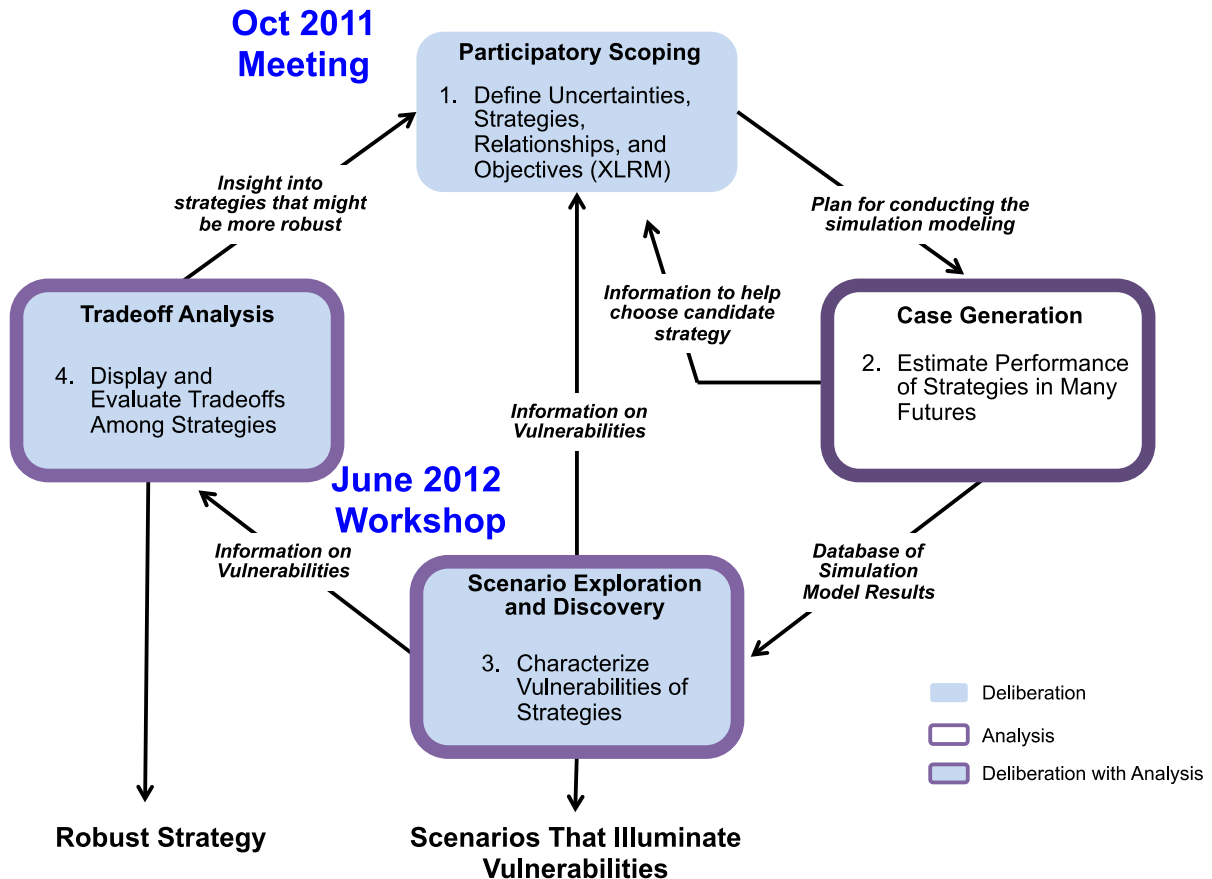 Oct 2011
Meeting
Participatory Scoping
1. Define Uncertainties,
Strategies,
Relationships, and
Objectives (XLRM)
Insight into
strategies that might
be more robust
Plan for conducting the
simulation modeling
Tradeoff Analysis
4. Display and
Evaluate Tradeoffs
Among Strategies
Information to help
choose candidate
strategy
Case Generation
2. Estimate Performance
of Strategies in Many
Futures
Information on
Vulnerabilities
June 2012
Workshop
Information on
Vulnerabilities
Database of
Simulation
Model Results
Scenario Exploration
and Discovery
3. Characterize
Vulnerabilities of
Strategies
Deliberation
Analysis
Deliberation with Analysis
Robust Strategy
Scenarios That Illuminate
Vulnerabilities